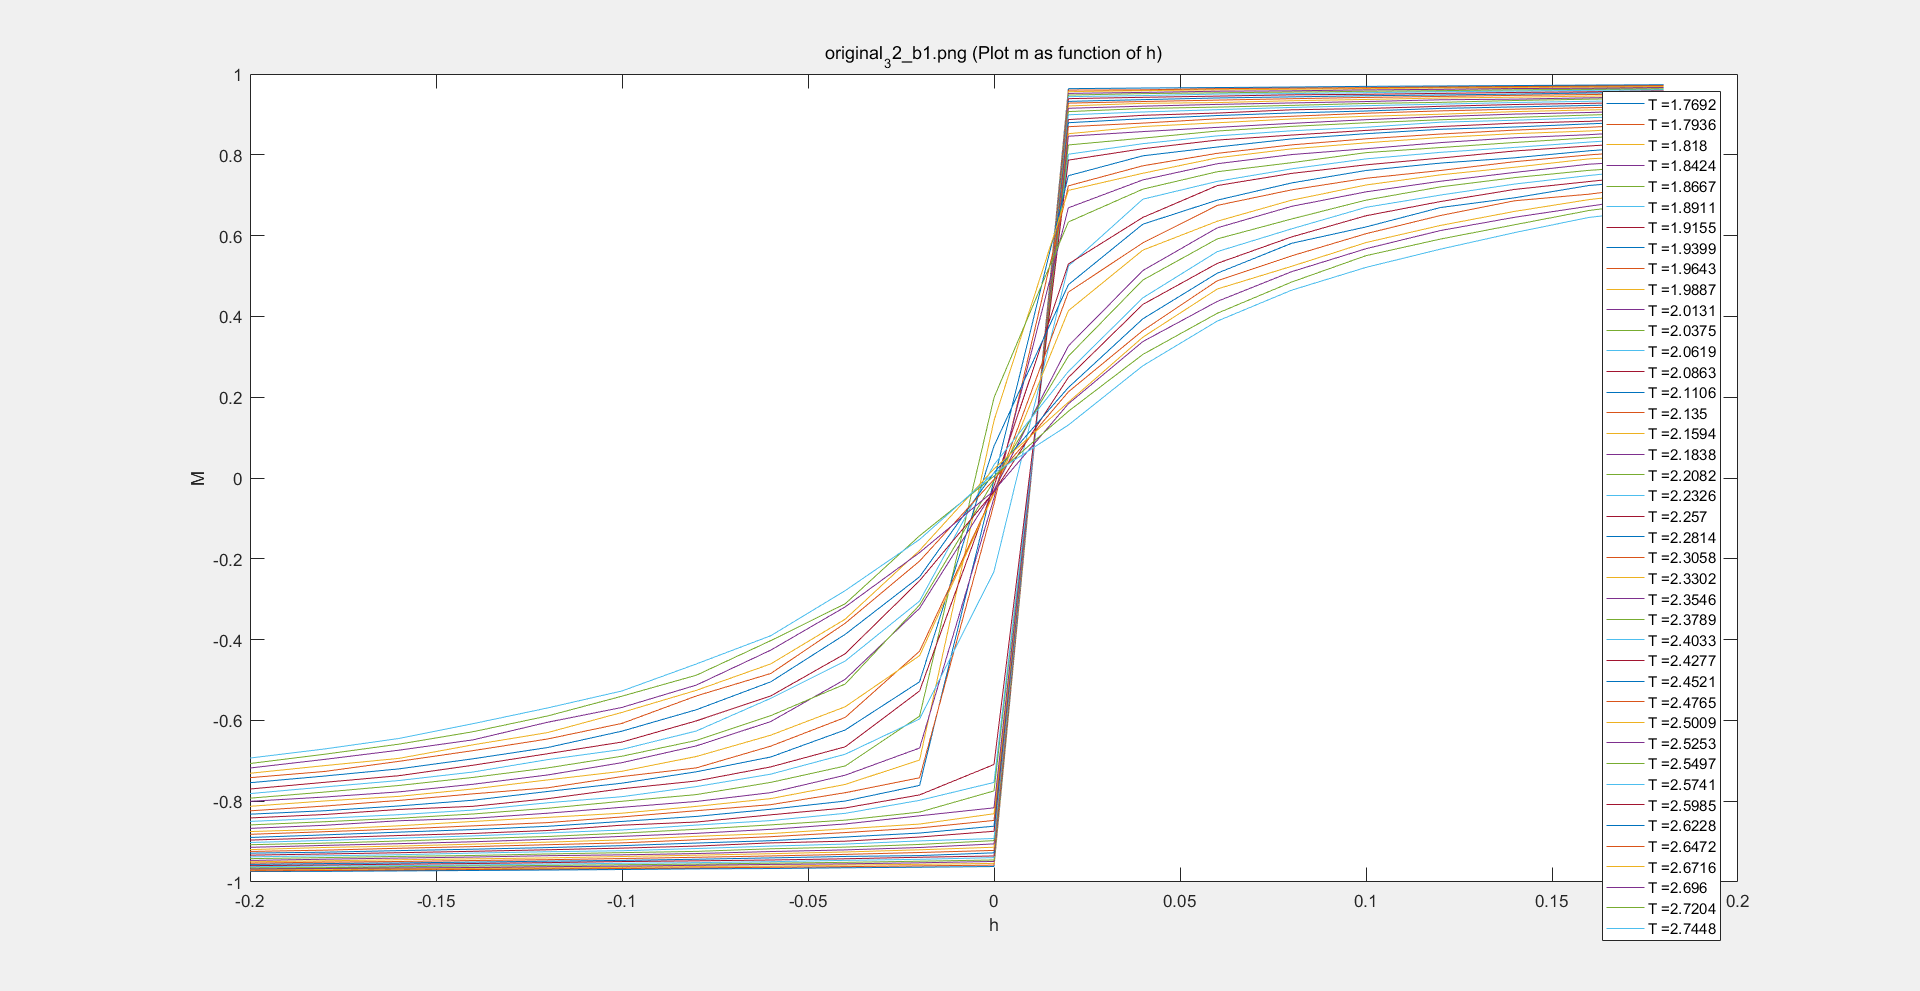 original_32_b1.png (Plot m as function of h)
1
0.8
0.6
0.4
0.2
0
-0.2
-0.4
-0.6
-0.8
-1
M
-0.2 -0.15 -0.1 -0.05 0 0.05 0.1 0.15 0.2
h
T =1.7692
T =1.7936
T =1.818
T =1.8424
T =1.8667
T =1.8911
T =1.9155
T =1.9399
T =1.9643
T =1.9887
T =2.0131
T =2.0375
T =2.0619
T =2.0863
T =2.1106
T =2.135
T =2.1594
T =2.1838
T =2.2082
T =2.2326
T =2.257
T =2.2814
T =2.3058
T =2.3302
T =2.3546
T =2.3789
T =2.4033
T =2.4277
T =2.4521
T =2.4765
T =2.5009
T =2.5253
T =2.5497
T =2.5741
T =2.5985
T =2.6228
T =2.6472
T =2.6716
T =2.696
T =2.7204
T =2.7448